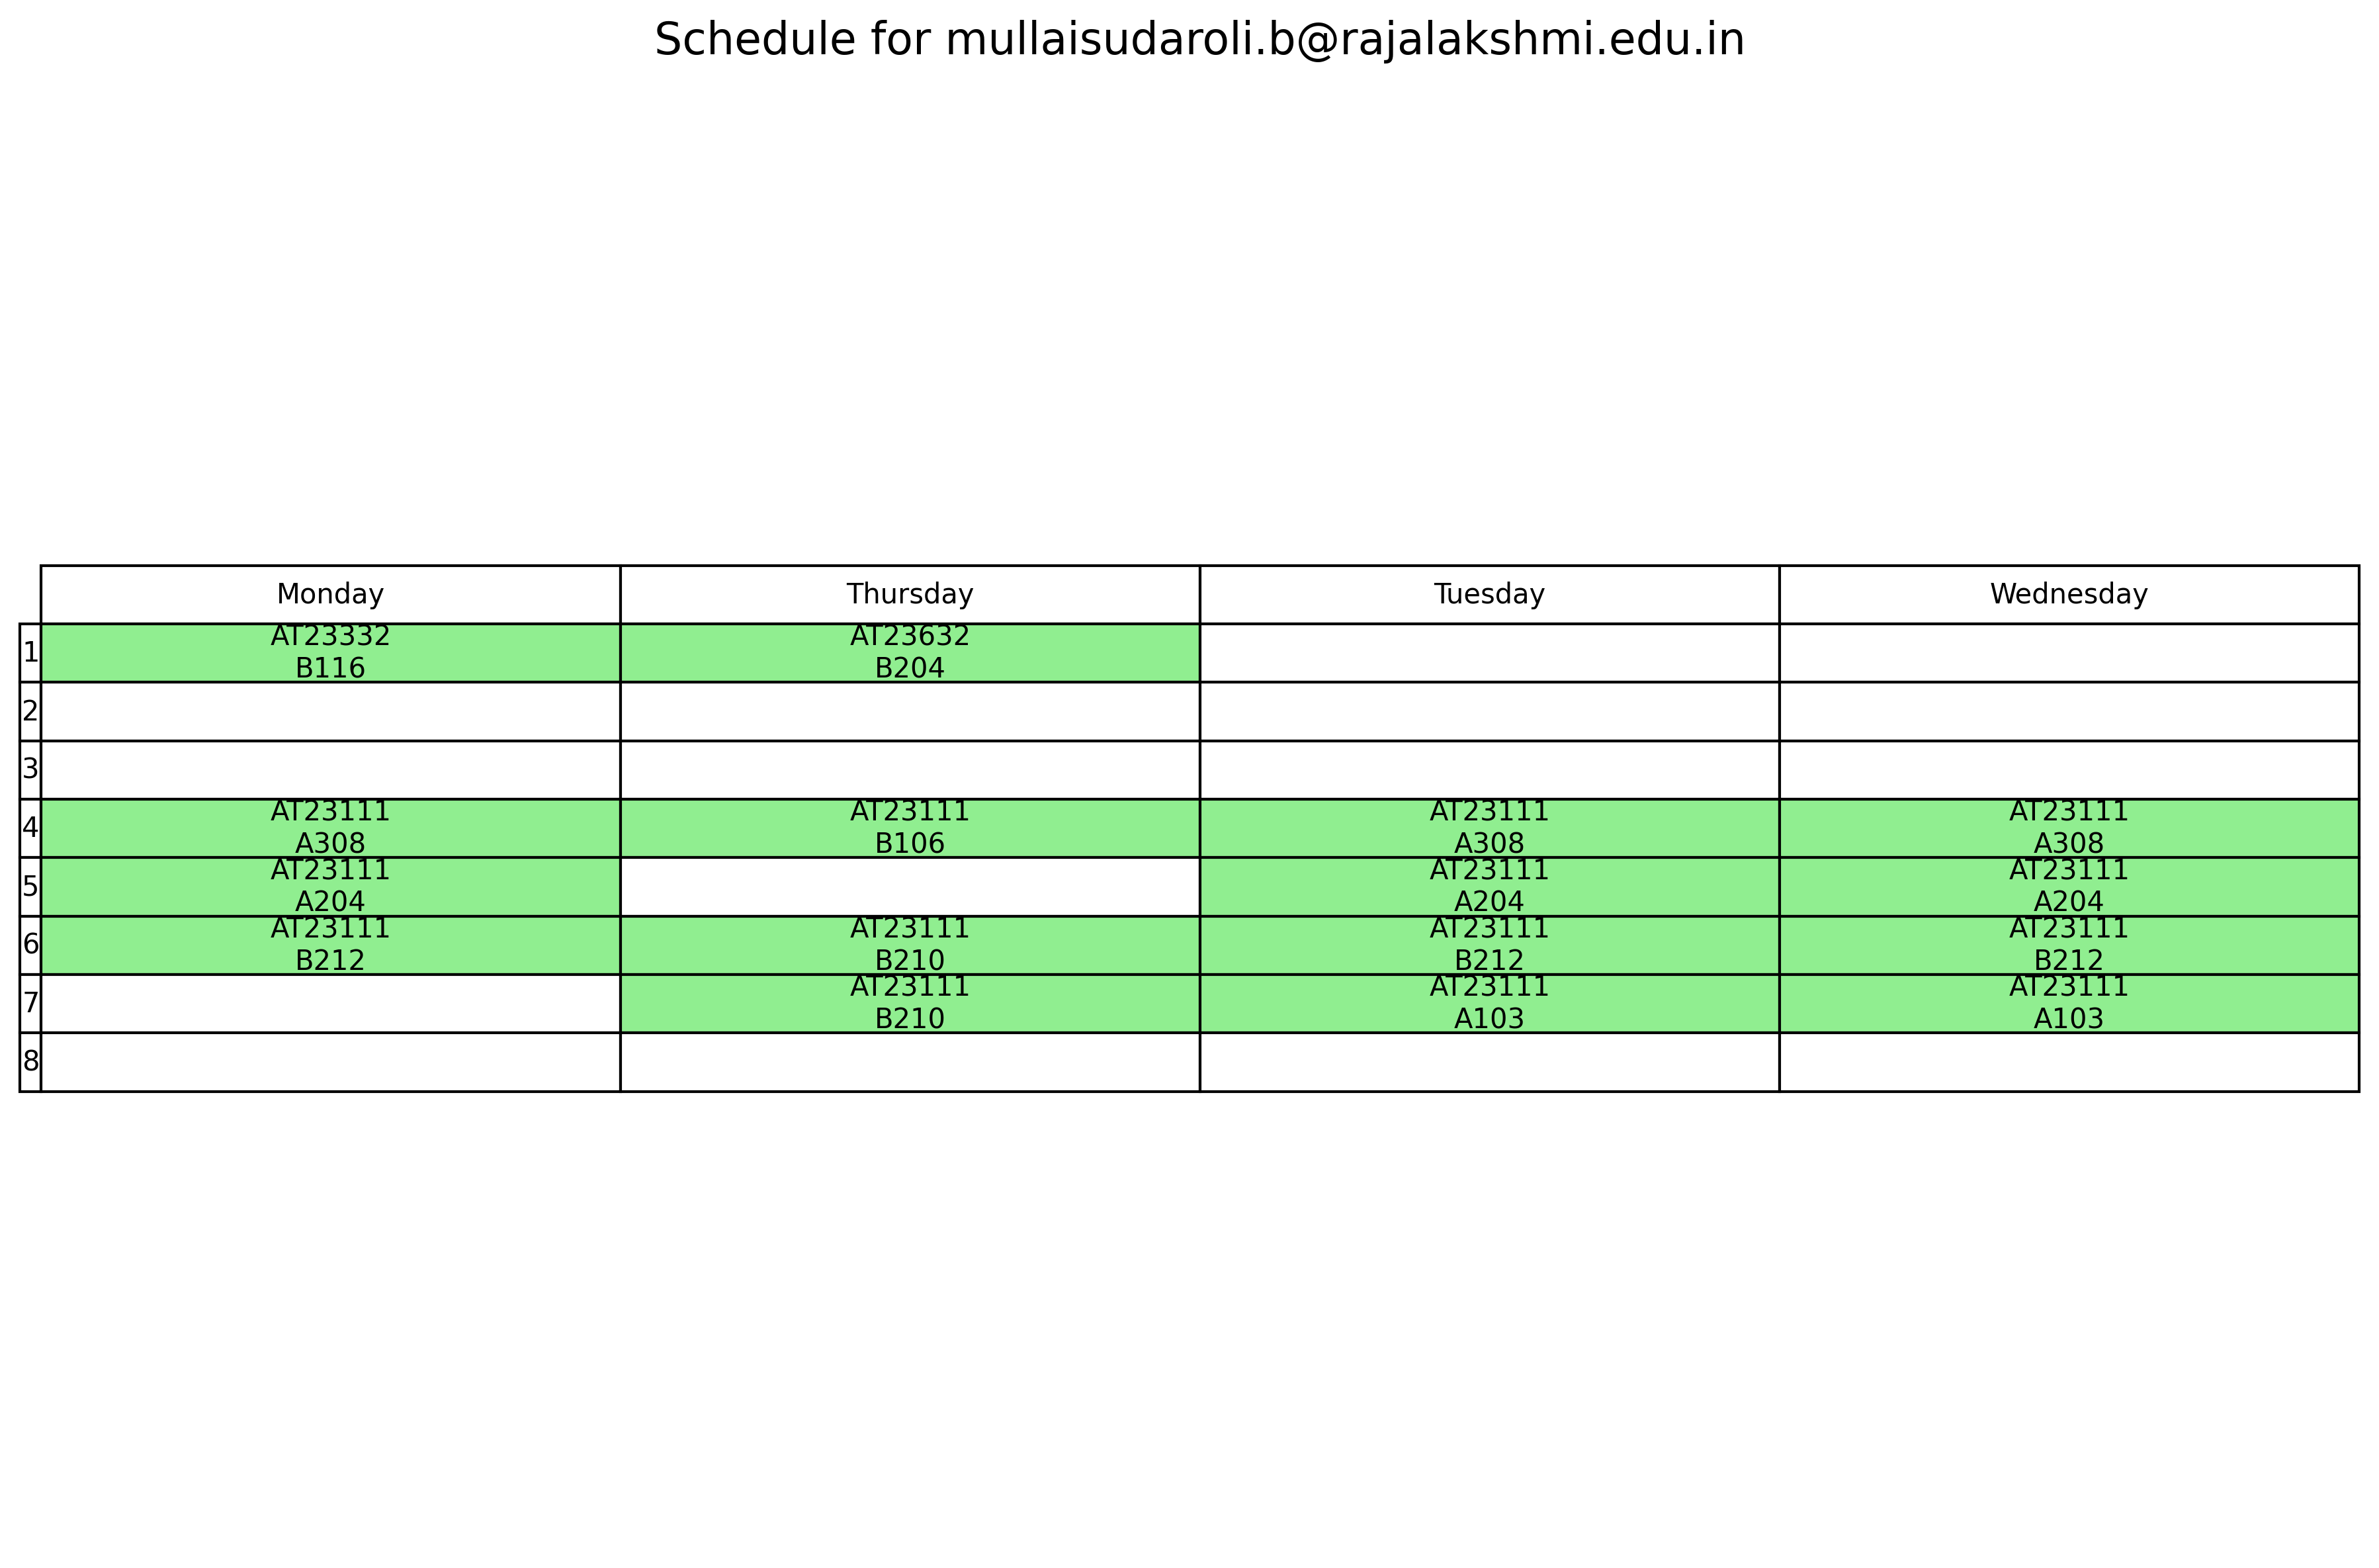 Schedule for mullaisudaroli.b@rajalakshmi.edu.in
Monday Thursday Tuesday Wednesday
1 AT23332 AT23632
B116 B204
2
3
4 AT23111 AT23111 AT23111 AT23111
A308 B106 A308 A308
5 AT23111 AT23111 AT23111
A204 A204 A204
6 AT23111 AT23111 AT23111 AT23111
B212 B210 B212 B212
7 AT23111 AT23111 AT23111
B210 A103 A103
8